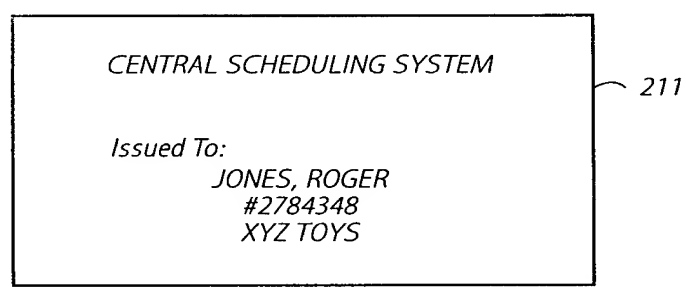 CENTRAL SCHEDULING SYSTEM
211
Issued To:
JONES, ROGER
#2784348
XYZ TOYS